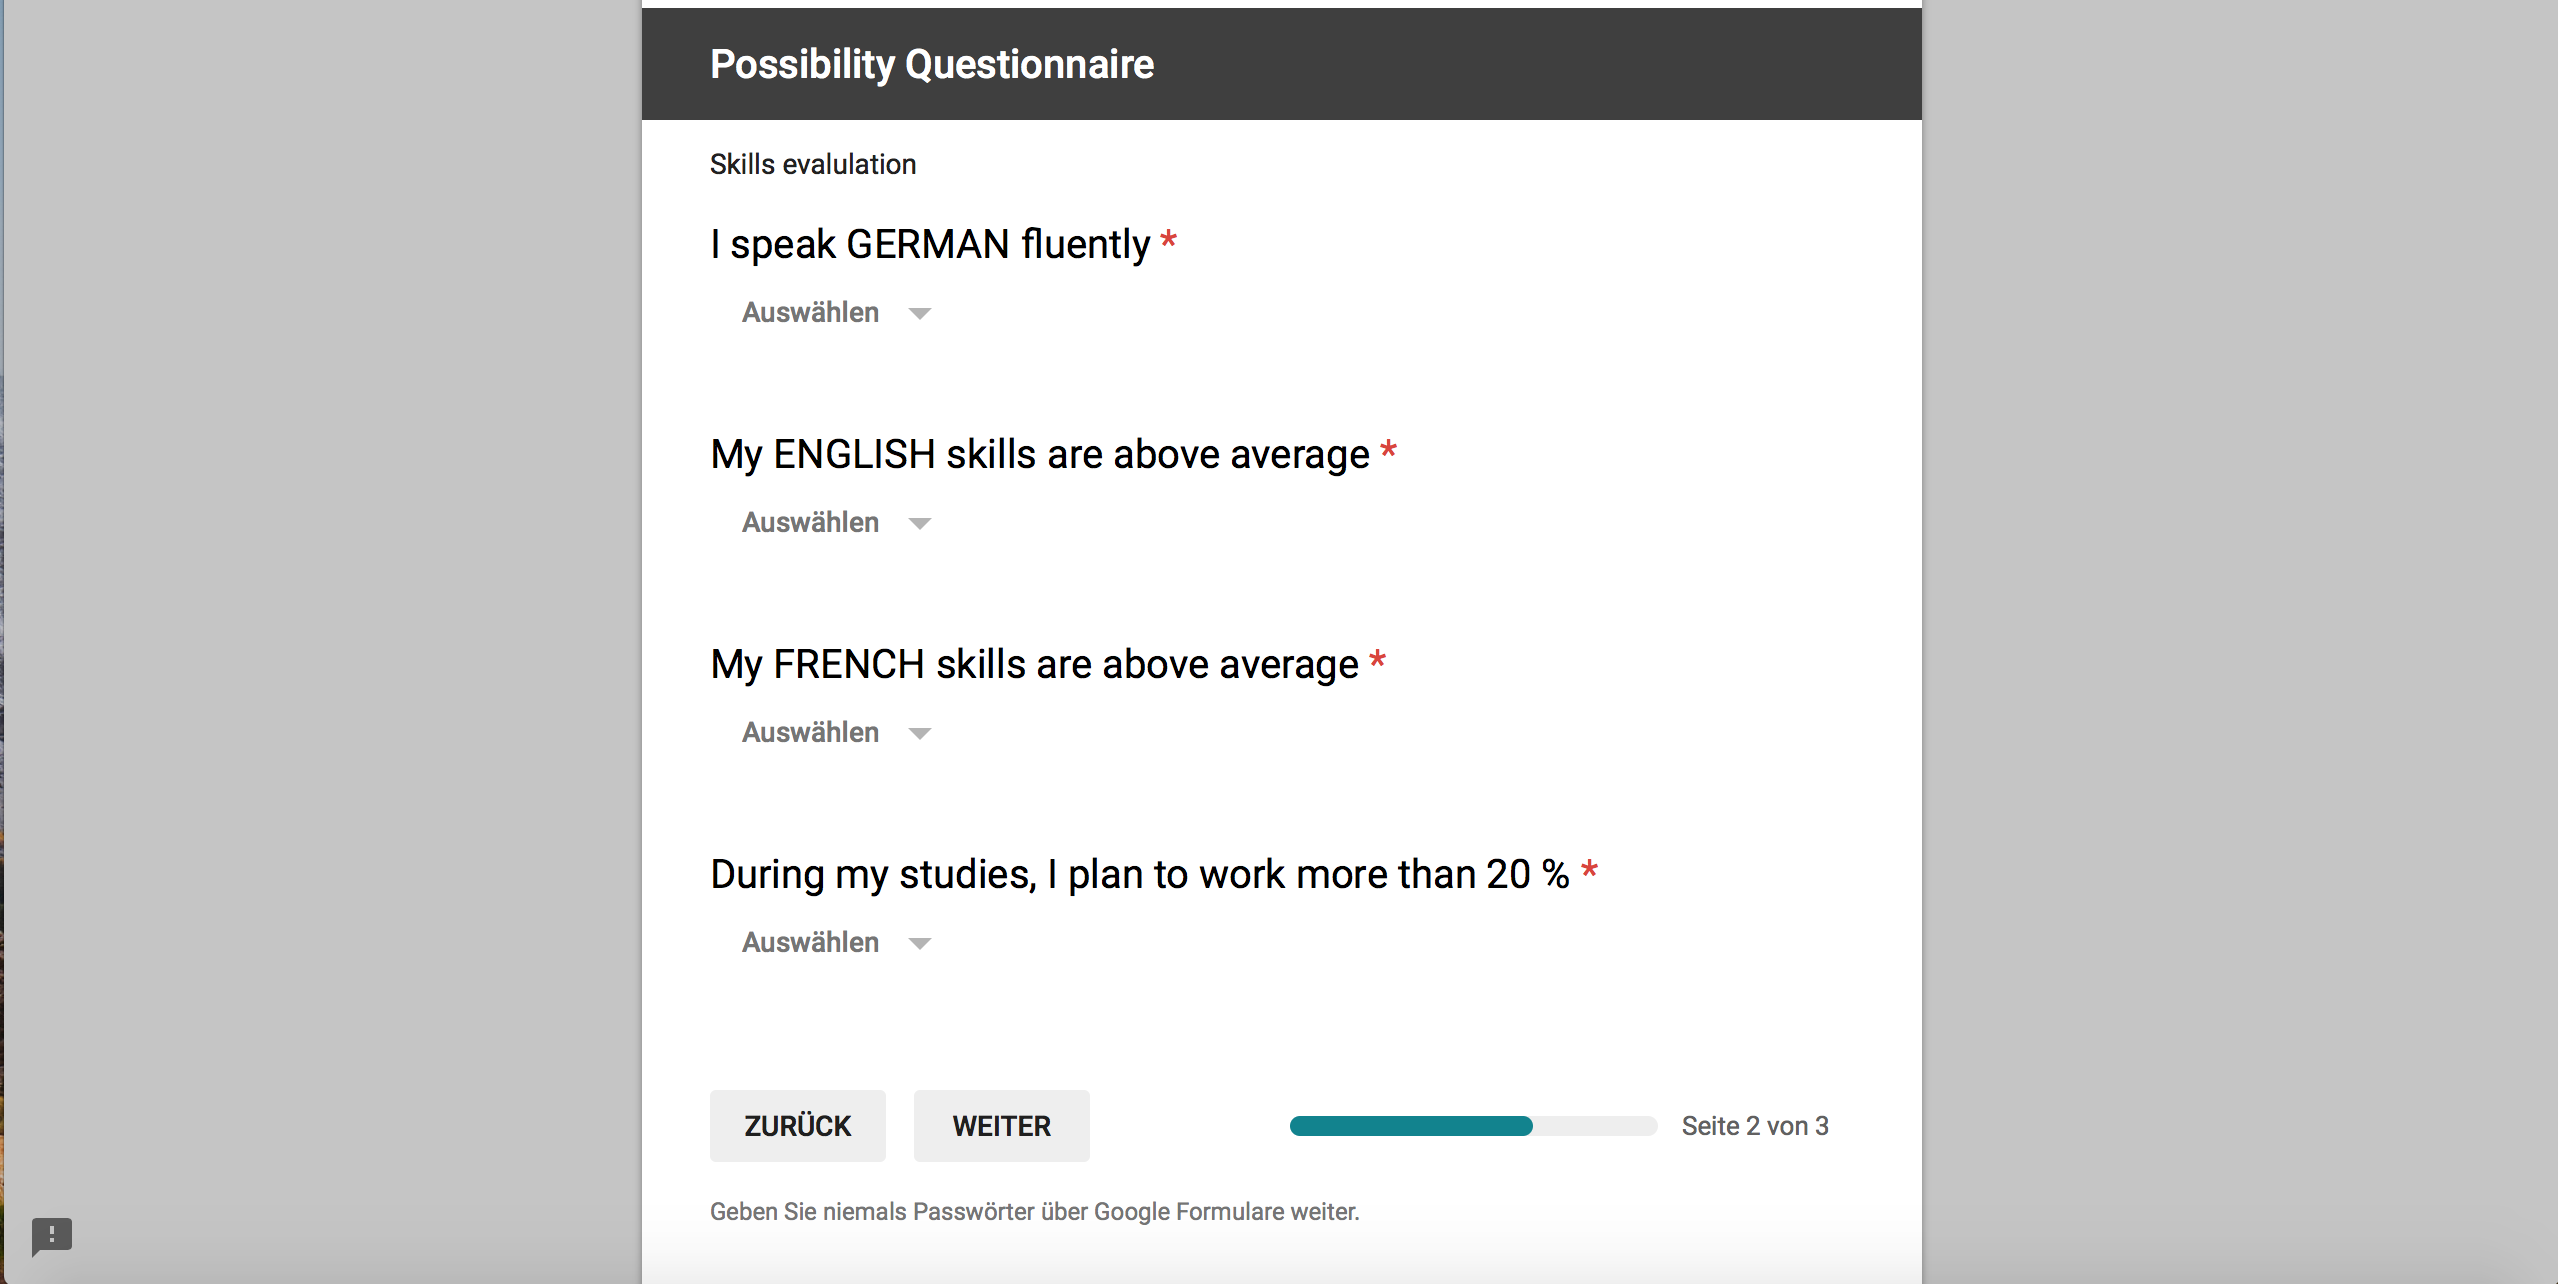 Possibility Questionnaire
Skills evalulation
I speak GERMAN fluently *
Auswählen
My ENGLISH skills are above average *
Auswählen
My FRENCH skills are above average *
Auswählen
During my studies, I plan to work more than 20 % *
Auswählen
ZURÜCK WEITER Seite 2 von 3
Geben Sie niemals Passwörter über Google Formulare weiter.